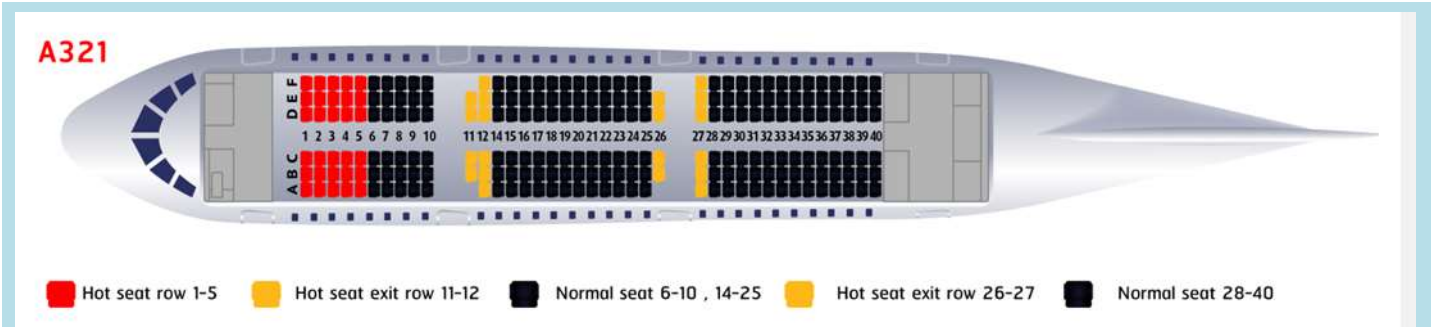 A321
F
E
D
1 2 3 4 5 6 7 8 9 10 11 12 14 15 16 17 18 19 20 21 22 23 24 25 26 27 28 29 30 31 32 33 34 35 36 37 38 39 40
C
B
A
Hot seat row 1-5 Hot seat exit row 11-12 Normal seat 6-10 , 14-25 Hot seat exit row 26-27 Normal seat 28-40